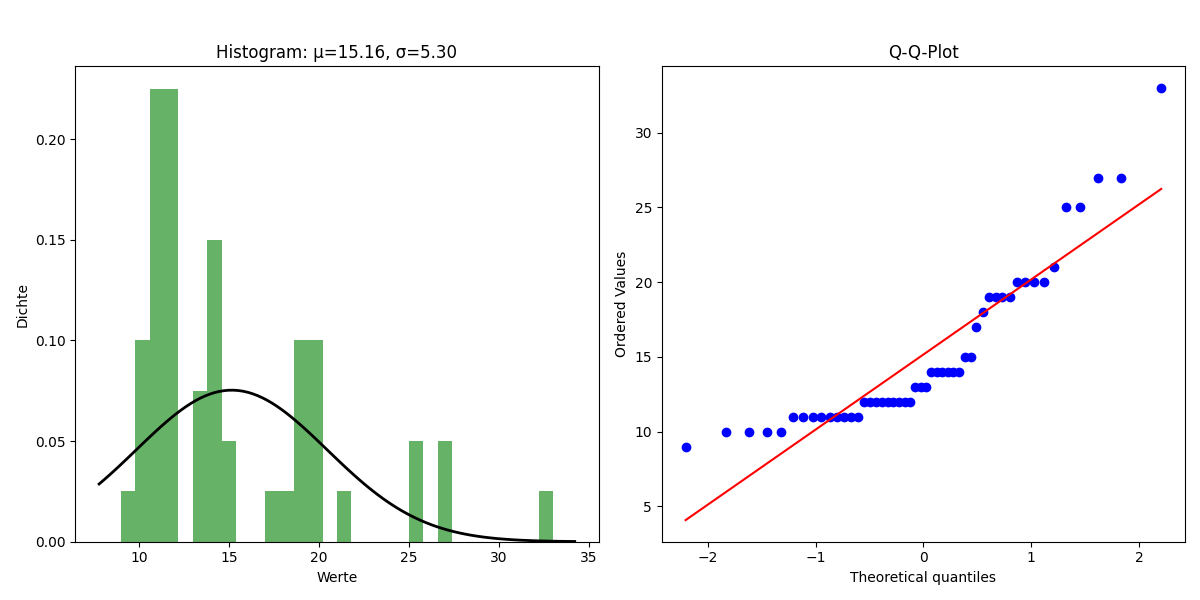 Histogram: μ=15.16, σ=5.30
Dichte
0.20
0.15
0.10
0.05
0.00
10 15 20 25 30 35
Werte
Q-Q-Plot
Ordered Values
30
25
20
15
10
5
−2 −1 0 1 2
Theoretical quantiles